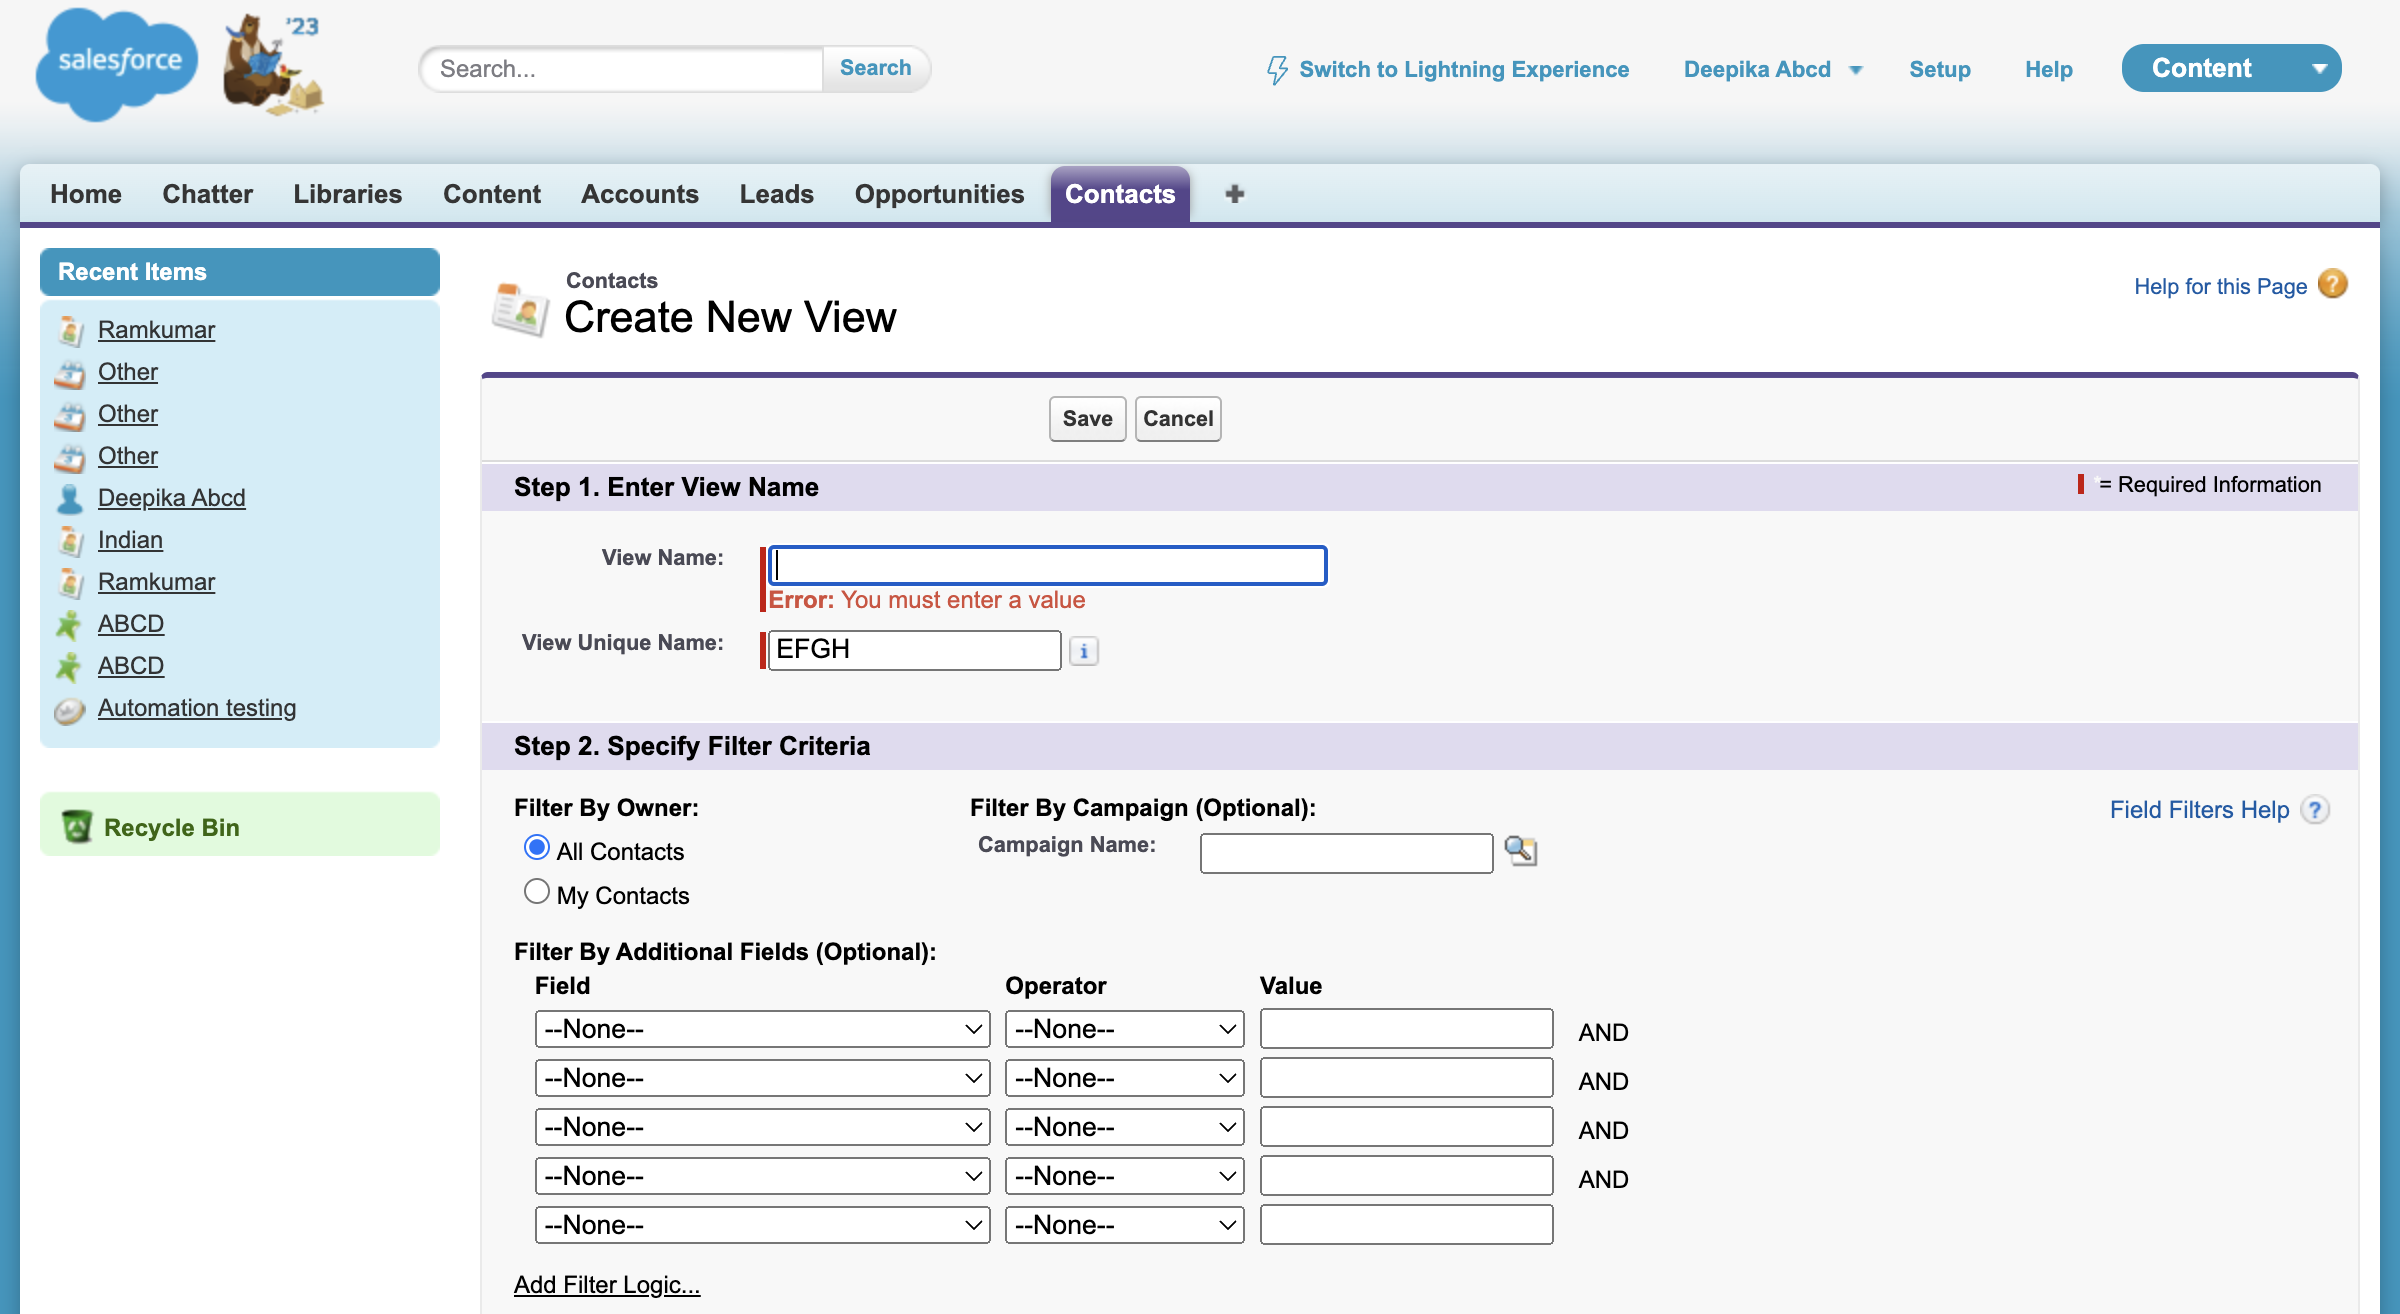 salesforce
'23
Search...
Search
Switch to Lightning Experience
Deepika Abcd
Setup
Help
Content
Home
Chatter
Libraries
Content
Accounts
Leads
Opportunities
Contacts
+
Recent Items
Ramkumar
Other
Other
Other
Deepika Abcd
Indian
Ramkumar
ABCD
ABCD
Automation testing
Recycle Bin
Contacts
Create New View
Help for this Page ?
Save
Cancel
Step 1. Enter View Name
= Required Information
View Name:
Error: You must enter a value
View Unique Name:
EFGH
i
Step 2. Specify Filter Criteria
Filter By Owner:
All Contacts
My Contacts
Filter By Campaign (Optional):
Campaign Name:
Field Filters Help ?
Filter By Additional Fields (Optional):
Field Operator Value
--None-- --None-- AND
--None-- --None-- AND
--None-- --None-- AND
--None-- --None-- AND
--None-- --None--
Add Filter Logic...